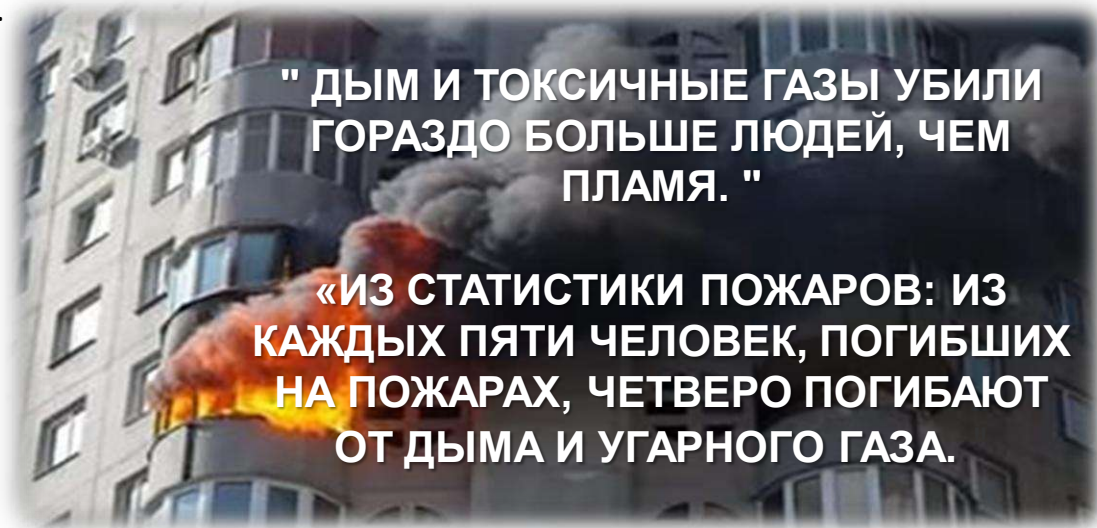 " ДЫМ И ТОКСИЧНЫЕ ГАЗЫ УБИЛИ
ГОРАЗДО БОЛЬШЕ ЛЮДЕЙ, ЧЕМ
ПЛАМЯ. "
«ИЗ СТАТИСТИКИ ПОЖАРОВ: ИЗ
КАЖДЫХ ПЯТИ ЧЕЛОВЕК, ПОГИБШИХ
НА ПОЖАРАХ, ЧЕТВЕРО ПОГИБАЮТ
ОТ ДЫМА И УГАРНОГО ГАЗА.